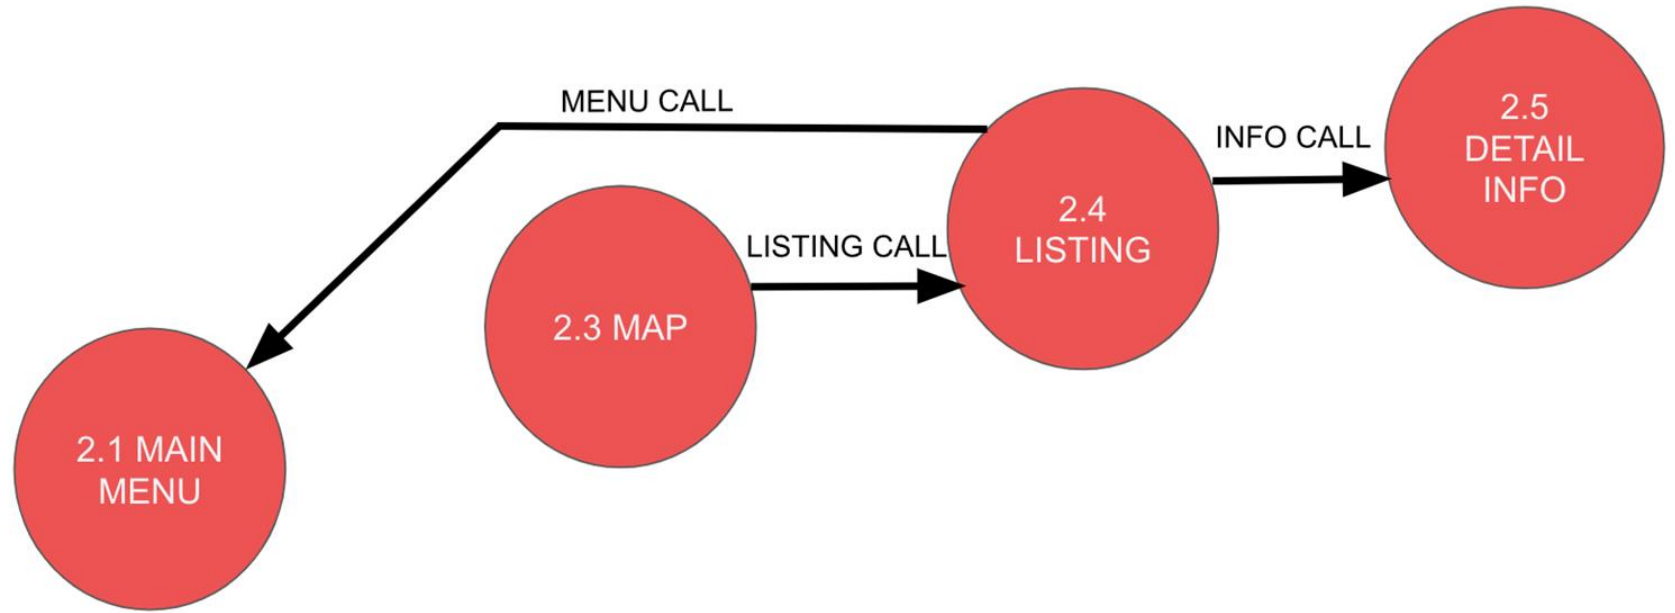 MENU CALL
INFO CALL
2.5
DETAIL
INFO
2.4
LISTING
LISTING CALL
2.3 MAP
2.1 MAIN
MENU